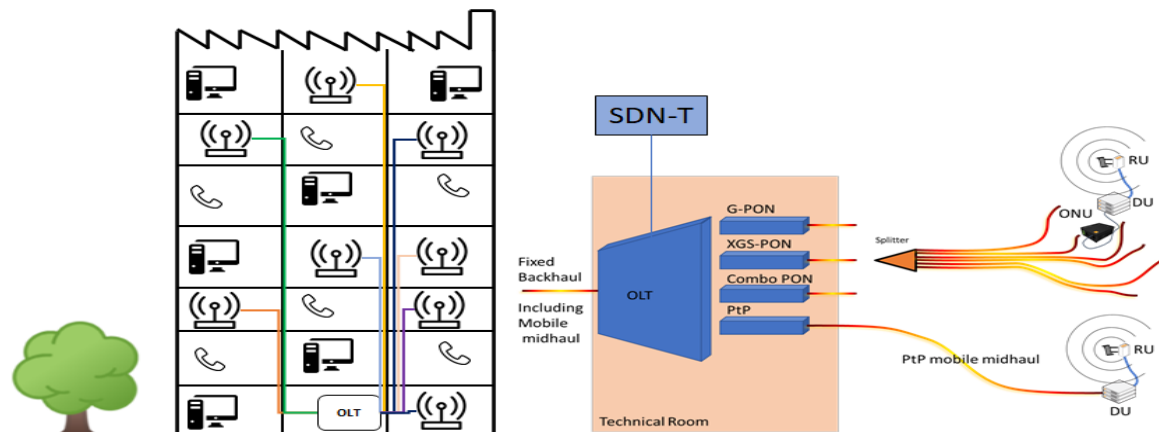 OLT
SDN-T
G-PON
XGS-PON
Combo PON
PtP
OLT
Fixed
Backhaul
Including
Mobile
midhaul
Technical Room
Splitter
ONU
RU
DU
PtP mobile midhaul
RU
DU